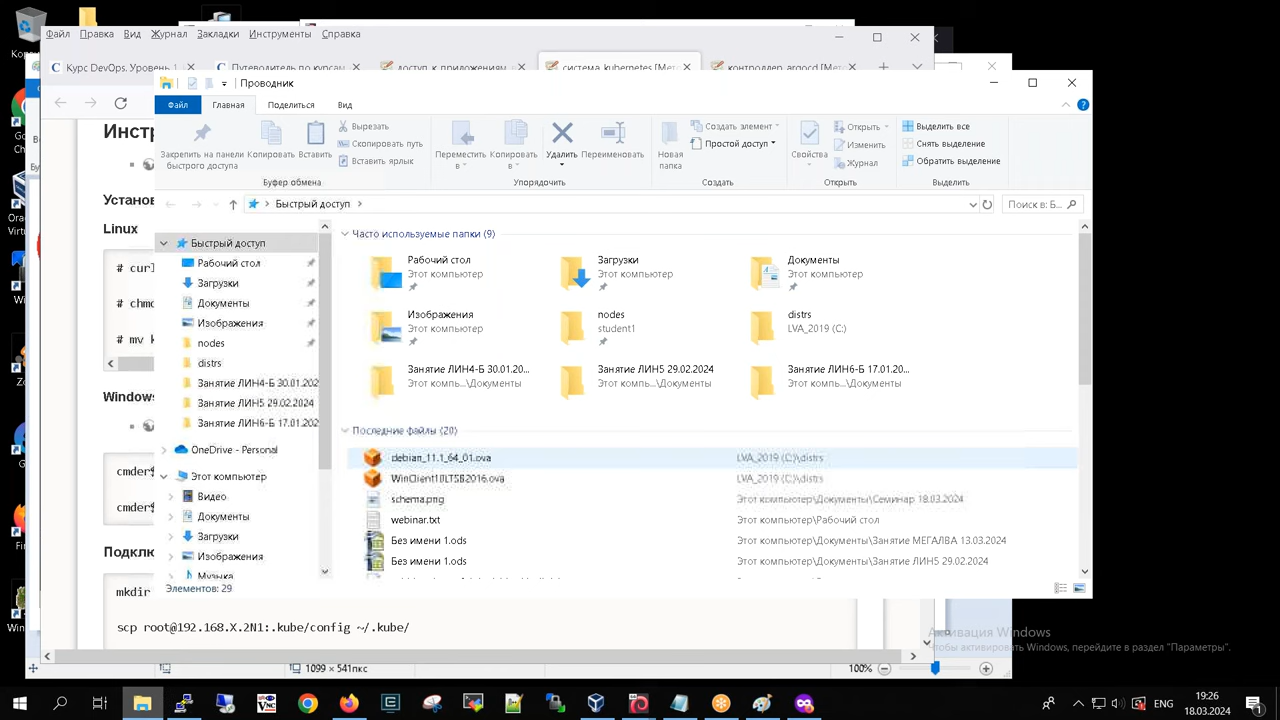 Файл Правка Вид Журнал Закладки Инструменты Справка
Курс DevOps. Уровень 1
Путеводитель по курсам
доступ к приложениям в
система_kubernetes [Ме
контроллер_argocd [Me
Проводник
Файл Главная Поделиться Вид
Закрепить на панели быстрого доступа
Копировать
Вставить
Вырезать
Скопировать путь
Вставить ярлык
Переместить в
Копировать в
Удалить
Переименовать
Новая папка
Создать элемент
Простой доступ
Свойства
Открыть
Изменить
Журнал
Выделить все
Снять выделение
Обратить выделение
Буфер обмена
Упорядочить
Создать
Открыть
Выделить
Быстрый доступ
Поиск в: Б...
Быстрый доступ
Рабочий стол
Загрузки
Документы
Изображения
nodes
distrs
Занятие ЛИН4-Б 30.01.202
Занятие ЛИН5 29.02.2024
Занятие ЛИН6-Б 17.01.202
OneDrive - Personal
Этот компьютер
Видео
Документы
Загрузки
Изображения
Музыка
Часто используемые папки (9)
Рабочий стол
Этот компьютер
Загрузки
Этот компьютер
Документы
Этот компьютер
Изображения
Этот компьютер
nodes
student1
distrs
LVA_2019 (C:)
Занятие ЛИН4-Б 30.01.20...
Этот комп...\Документы
Занятие ЛИН5 29.02.2024
Этот комп...\Документы
Занятие ЛИН6-Б 17.01.20...
Этот комп...\Документы
Последние файлы (20)
debian_11.1_64_01.ova LVA_2019 (C:)\distrs
WinClient10LTSB2016.ova LVA_2019 (C:)\distrs
schema.png Этот компьютер\Документы\Семинар 18.03.2024
webinar.txt Этот компьютер\Рабочий стол
Без имени 1.ods Этот компьютер\Документы\Занятие МЕГАЛВА 13.03.2024
Без имени 1.ods Этот компьютер\Документы\Занятие ЛИН5 29.02.2024
Элементов: 29
Инстр
Установ
Linux
# curl
# chmo
mv k
Windows
cmder$
cmder$
Подклю
mkdir
scp root@192.168.X.2N1:.kube/config ~/.kube/
1099 × 541пкс
100%
Активация Windows
Чтобы активировать Windows, перейдите в раздел "Параметры".
ENG
19:26
18.03.2024
1